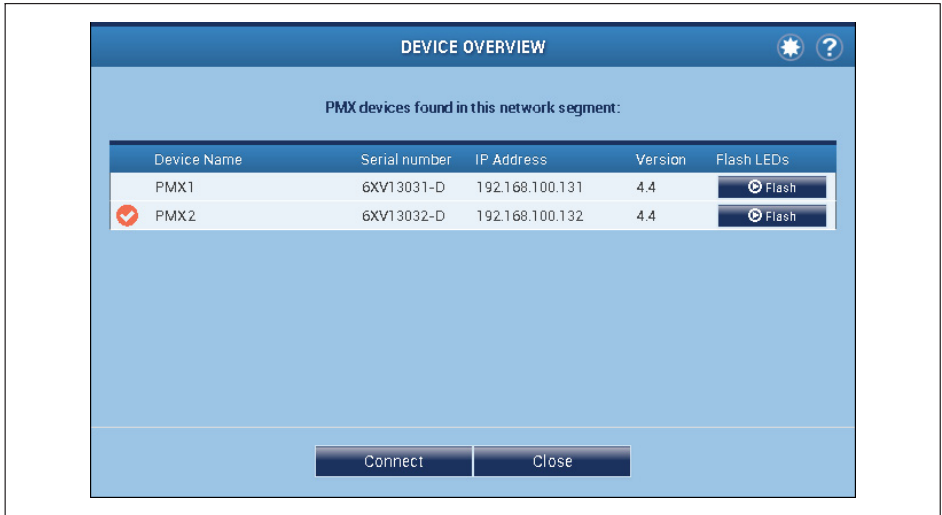 DEVICE OVERVIEW ?
PMX devices found in this network segment:
Device Name Serial number IP Address Version Flash LEDs
PMX1 6XV13031-D 192.168.100.131 4.4 Flash
PMX2 6XV13032-D 192.168.100.132 4.4 Flash
Connect Close